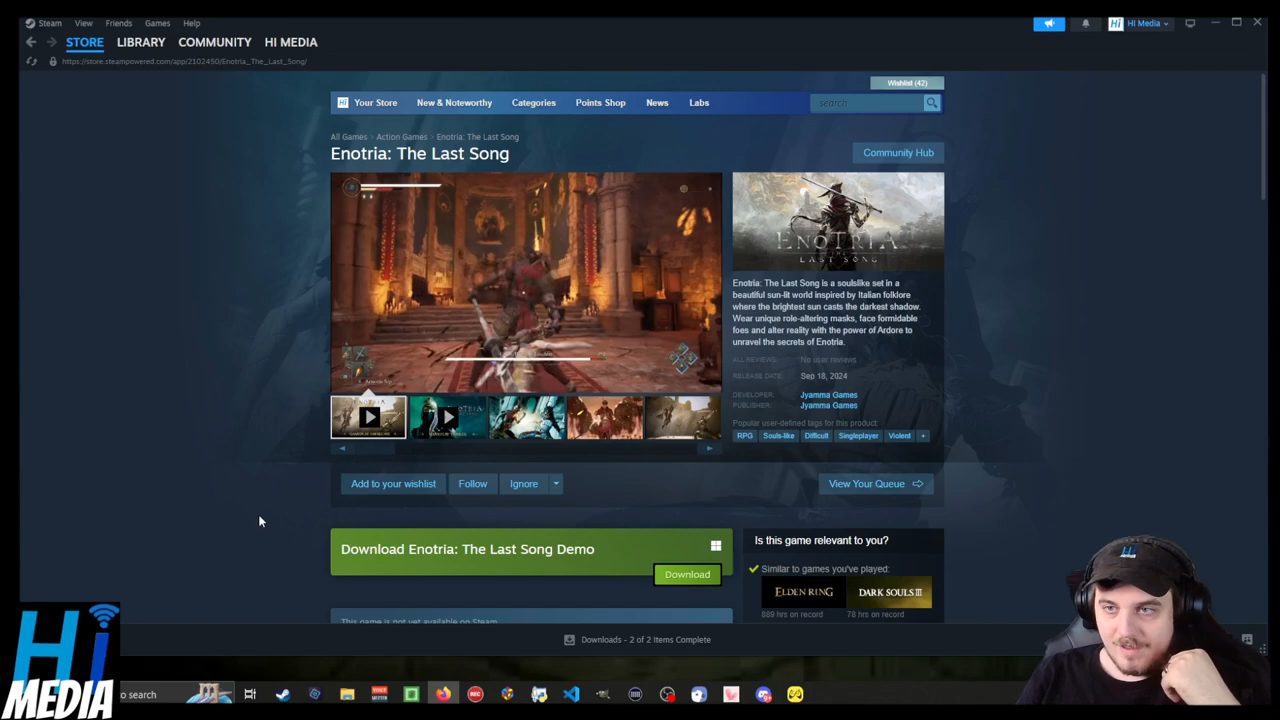 Steam View Friends Games Help
Hi HI Media
STORE LIBRARY COMMUNITY HI MEDIA
https://store.steampowered.com/app/2102450/Enotria_The_Last_Song/
Wishlist (42)
Hi Your Store New & Noteworthy Categories Points Shop News Labs search
All Games > Action Games > Enotria: The Last Song
Enotria: The Last Song
Community Hub
ENOTRIA
THE
LAST SONG
Enotria: The Last Song is a soulslike set in a
beautiful sun-lit world inspired by Italian folklore
where the brightest sun casts the darkest shadow.
Wear unique role-altering masks, face formidable
foes and alter reality with the power of Ardore to
unravel the secrets of Enotria.
ALL REVIEWS: No user reviews
RELEASE DATE: Sep 18, 2024
DEVELOPER: Jyamma Games
PUBLISHER: Jyamma Games
Popular user-defined tags for this product:
RPG Souls-like Difficult Singleplayer Violent +
Add to your wishlist Follow Ignore
View Your Queue
Download Enotria: The Last Song Demo
Download
Is this game relevant to you?
Similar to games you've played:
ELDEN RING DARK SOULS III
889 hrs on record 78 hrs on record
This game is not yet available on Steam
Downloads - 2 of 2 Items Complete
Hi
MEDIA
o search
REC